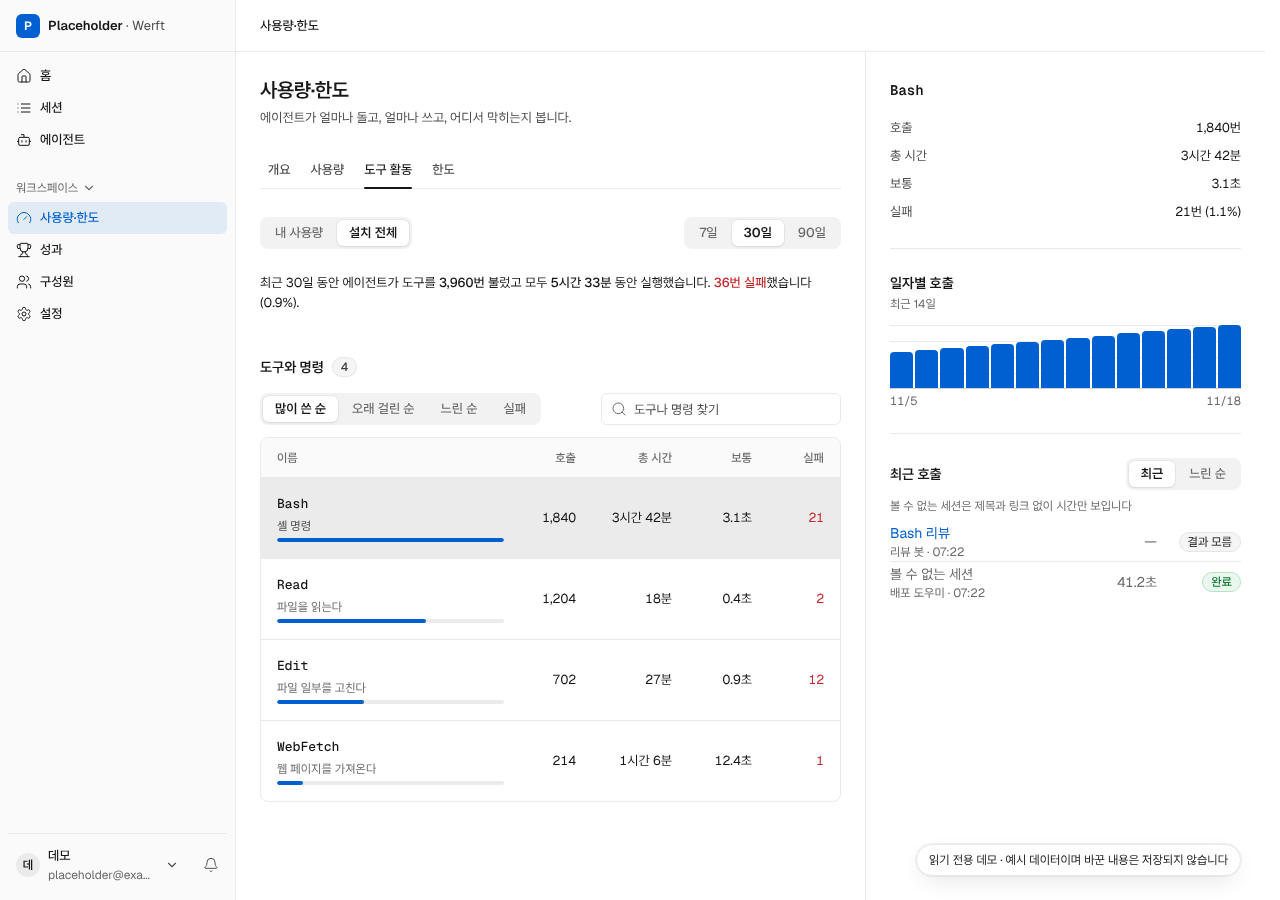 P Placeholder · Werft
사용량·한도
홈
세션
에이전트
워크스페이스
사용량·한도
성과
구성원
설정
데 데모
placeholder@exa...
사용량·한도
에이전트가 얼마나 돌고, 얼마나 쓰고, 어디서 막히는지 봅니다.
개요 사용량 도구 활동 한도
내 사용량 설치 전체 7일 30일 90일
최근 30일 동안 에이전트가 도구를 3,960번 불렀고 모두 5시간 33분 동안 실행했습니다. 36번 실패했습니다
(0.9%).
도구와 명령 4
많이 쓴 순 오래 걸린 순 느린 순 실패 도구나 명령 찾기
이름 호출 총 시간 보통 실패
Bash
셸 명령
1,840 3시간 42분 3.1초 21
Read
파일을 읽는다
1,204 18분 0.4초 2
Edit
파일 일부를 고친다
702 27분 0.9초 12
WebFetch
웹 페이지를 가져온다
214 1시간 6분 12.4초 1
Bash
호출 1,840번
총 시간 3시간 42분
보통 3.1초
실패 21번 (1.1%)
일자별 호출
최근 14일
11/5 11/18
최근 호출 최근 느린 순
볼 수 없는 세션은 제목과 링크 없이 시간만 보입니다
Bash 리뷰
리뷰 봇 · 07:22
— 결과 모름
볼 수 없는 세션
배포 도우미 · 07:22
41.2초 완료
읽기 전용 데모 · 예시 데이터이며 바꾼 내용은 저장되지 않습니다